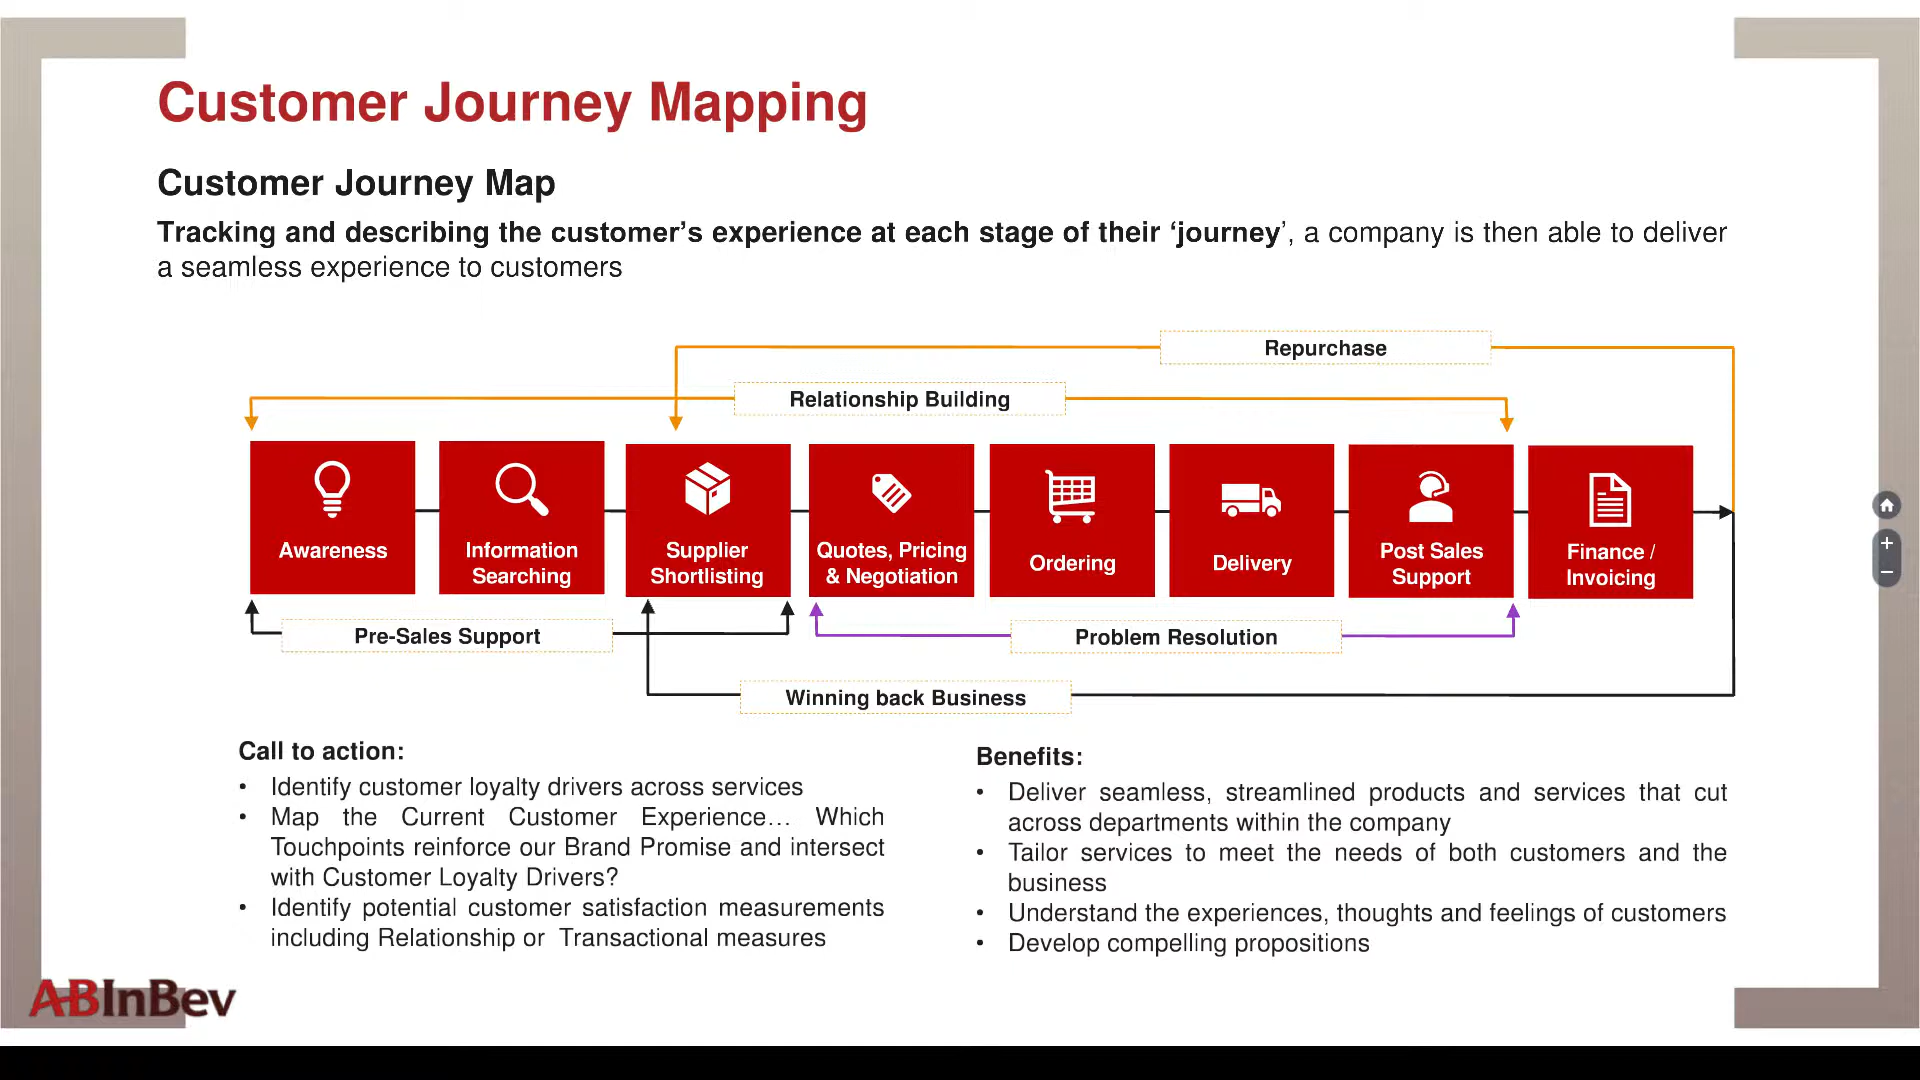 Customer Journey Mapping
Customer Journey Map
Tracking and describing the customer’s experience at each stage of their ‘journey’, a company is then able to deliver
a seamless experience to customers
Repurchase
Relationship Building
Awareness
Information
Searching
Supplier
Shortlisting
Quotes, Pricing
& Negotiation
Ordering
Delivery
Post Sales
Support
Finance /
Invoicing
Pre-Sales Support
Problem Resolution
Winning back Business
Call to action:
• Identify customer loyalty drivers across services
• Map the Current Customer Experience… Which
Touchpoints reinforce our Brand Promise and intersect
with Customer Loyalty Drivers?
• Identify potential customer satisfaction measurements
including Relationship or Transactional measures
Benefits:
• Deliver seamless, streamlined products and services that cut
across departments within the company
• Tailor services to meet the needs of both customers and the
business
• Understand the experiences, thoughts and feelings of customers
• Develop compelling propositions
ABInBev